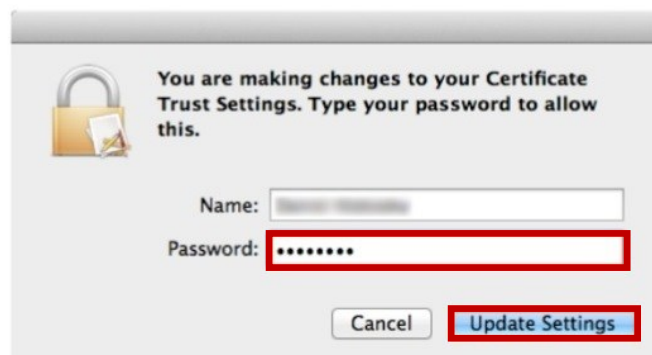 You are making changes to your Certificate
Trust Settings. Type your password to allow
this.
Name:
Password: ••••••••
Cancel Update Settings